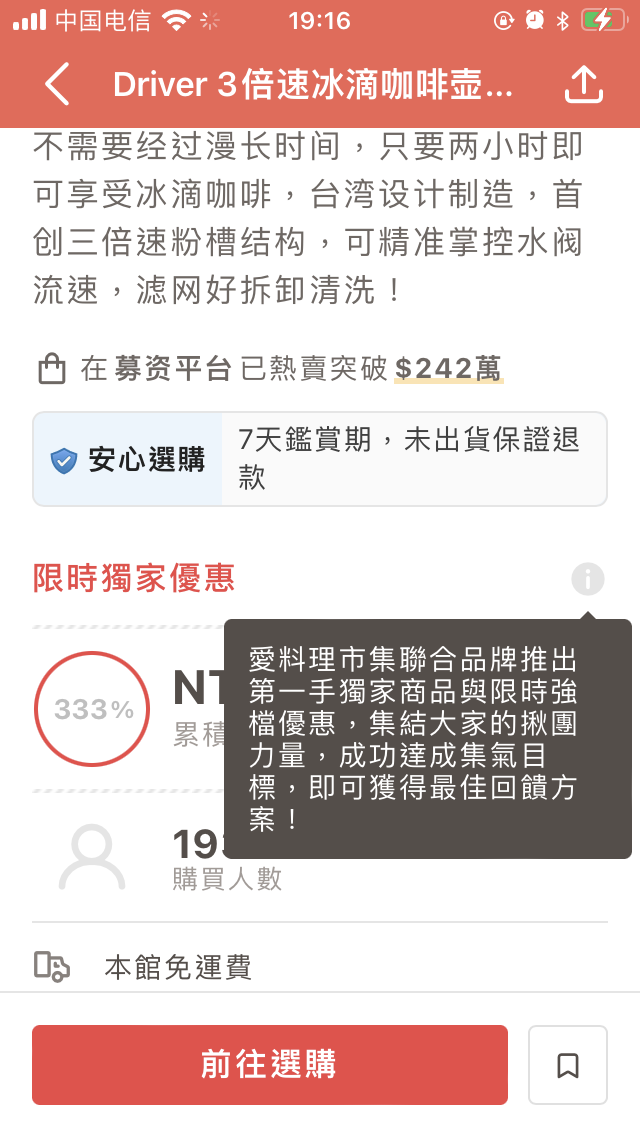 中国电信
19:16
Driver 3倍速冰滴咖啡壶...
不需要经过漫长时间，只要两小时即
可享受冰滴咖啡，台湾设计制造，首
创三倍速粉槽结构，可精准掌控水阀
流速，滤网好拆卸清洗！
在 募资平台 已熱賣突破 $242萬
安心選購
7天鑑賞期，未出貨保證退
款
限時獨家優惠
愛料理市集聯合品牌推出
第一手獨家商品與限時強
檔優惠，集結大家的揪團
力量，成功達成集氣目
標，即可獲得最佳回饋方
案！
333%
NT
累積
購買人數
本館免運費
前往選購